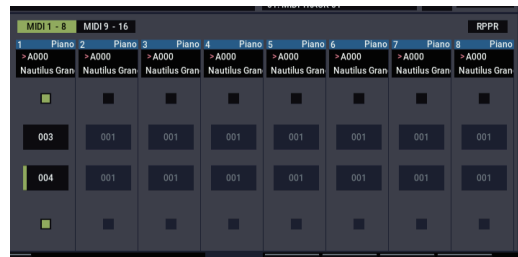 MIDI 1 - 8 MIDI 9 - 16 RPPR
1 Piano 2 Piano 3 Piano 4 Piano 5 Piano 6 Piano 7 Piano 8 Piano
>A000 >A000 >A000 >A000 >A000 >A000 >A000 >A000
Nautilus Gran Nautilus Gran Nautilus Gran Nautilus Gran Nautilus Gran Nautilus Gran Nautilus Gran Nautilus Gran
003 001 001 001 001 001 001 001
004 001 001 001 001 001 001 001